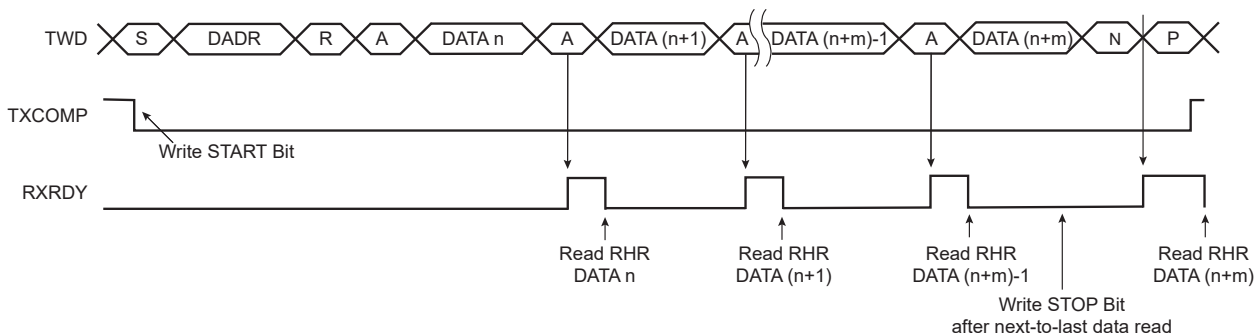 TWD S DADR R A DATA n A DATA (n+1) A DATA (n+m)-1 A DATA (n+m) N P
TXCOMP
Write START Bit
RXRDY
Read RHR
DATA n
Read RHR
DATA (n+1)
Read RHR
DATA (n+m)-1
Read RHR
DATA (n+m)
Write STOP Bit
after next-to-last data read